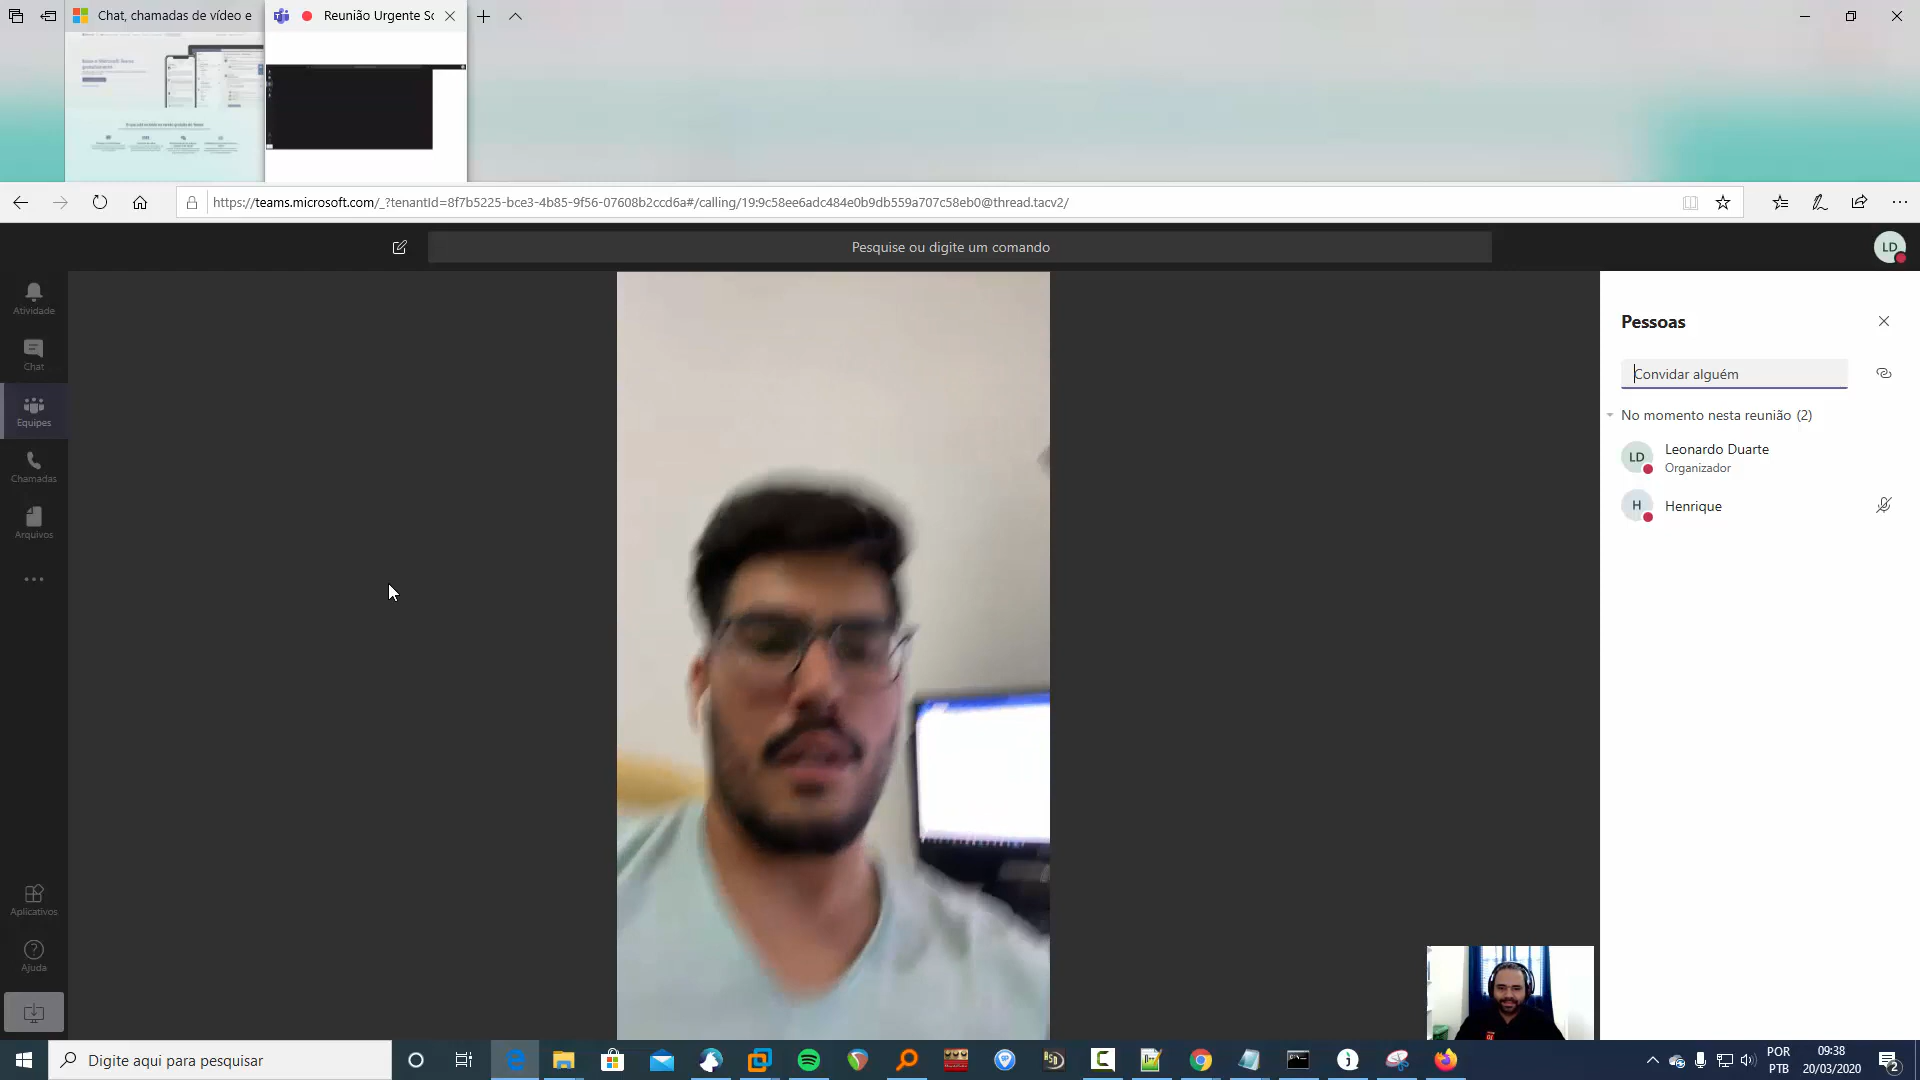 Chat, chamadas de vídeo e
Reunião Urgente Sc
https://teams.microsoft.com/_?tenantId=8f7b5225-bce3-4b85-9f56-07608b2ccd6a#/calling/19:9c58ee6adc484e0b9db559a707c58eb0@thread.tacv2/
Pesquise ou digite um comando
LD
Atividade
Chat
Equipes
Chamadas
Arquivos
Aplicativos
Ajuda
Pessoas
Convidar alguém
No momento nesta reunião (2)
LD
Leonardo Duarte
Organizador
H
Henrique
Digite aqui para pesquisar
POR
PTB
09:38
20/03/2020
2